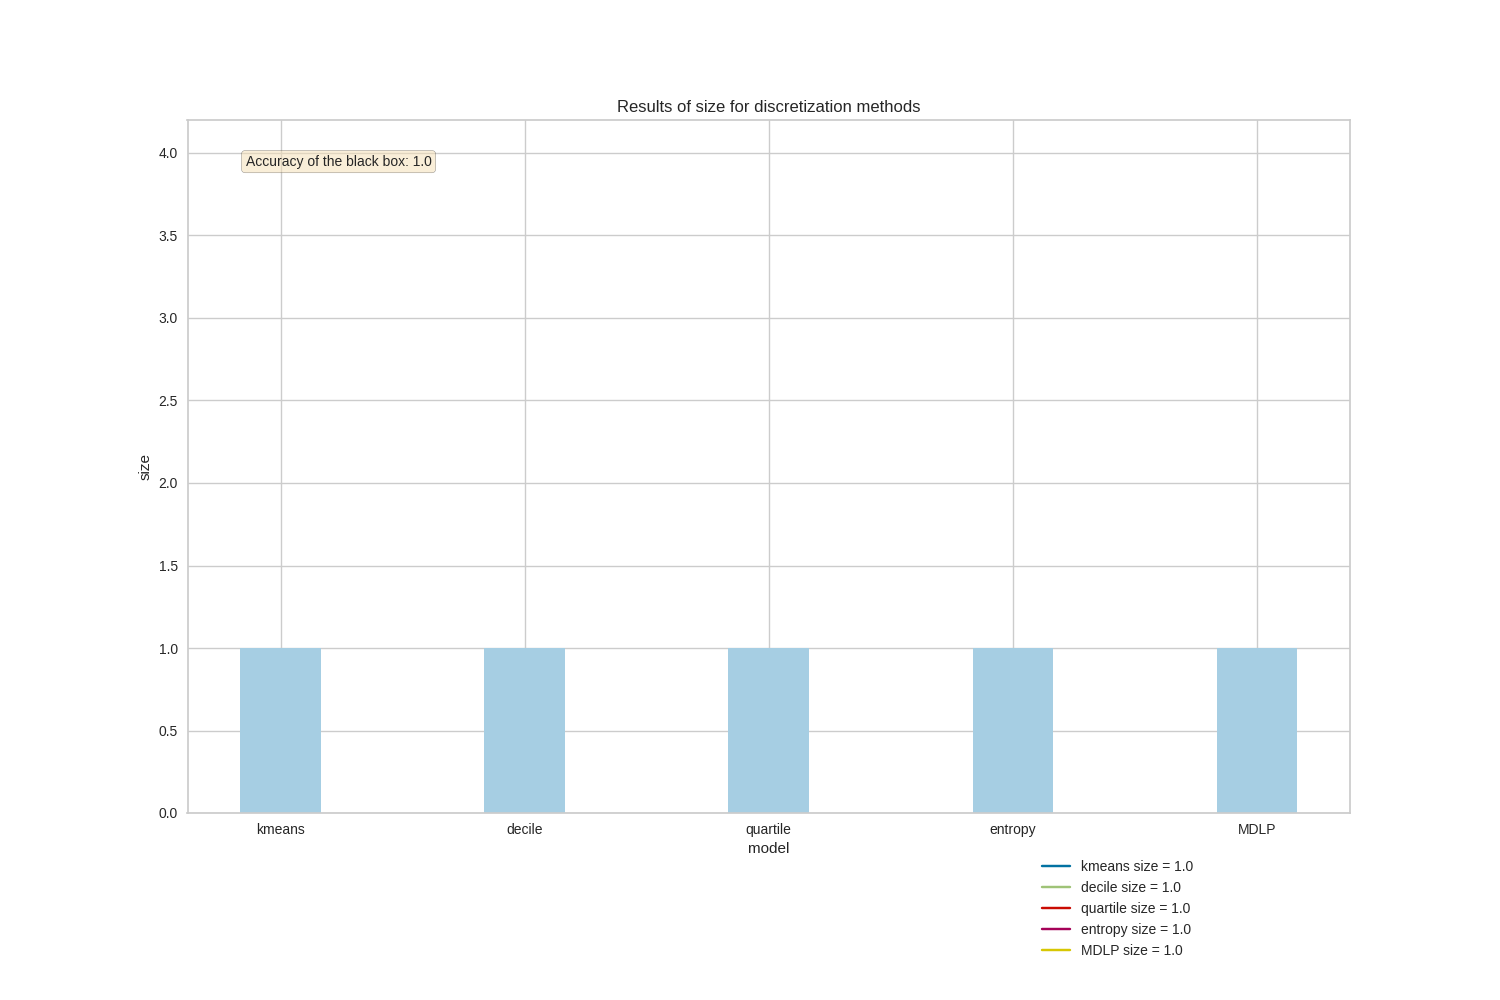 Results of size for discretization methods
Accuracy of the black box: 1.0
4.0
3.5
3.0
2.5
2.0
1.5
1.0
0.5
0.0
size
kmeans decile quartile entropy MDLP
model
kmeans size = 1.0
decile size = 1.0
quartile size = 1.0
entropy size = 1.0
MDLP size = 1.0